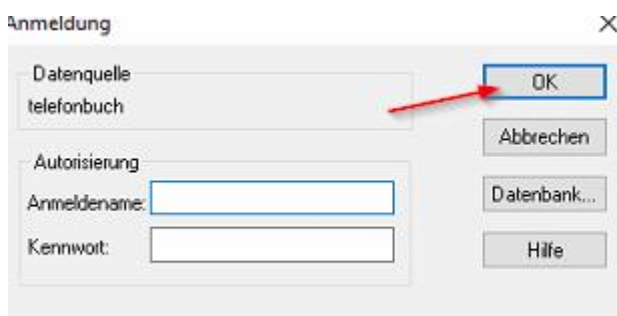 Anmeldung
Datenquelle
telefonbuch
OK
Abbrechen
Autorisierung
Anmeldename:
Datenbank...
Kennwort:
Hilfe